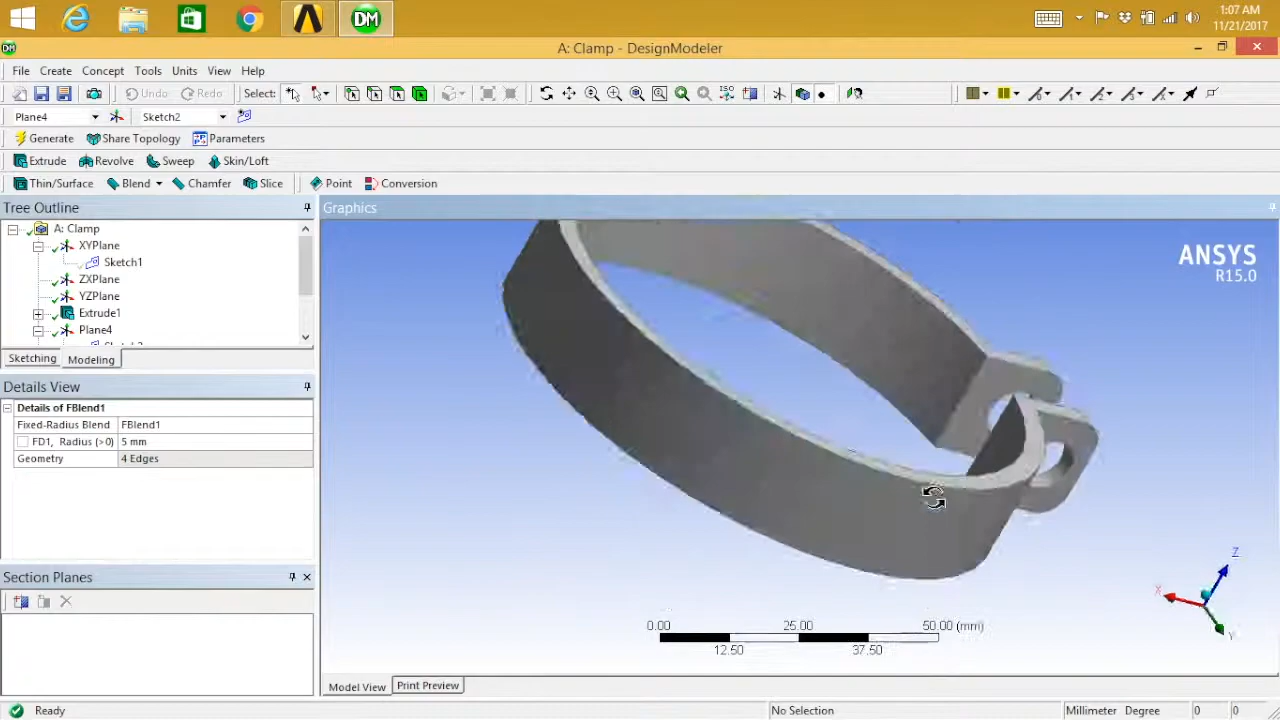 1:07 AM
11/21/2017
DM
A: Clamp - DesignModeler
File Create Concept Tools Units View Help
Undo Redo Select: ISO
Plane4 Sketch2
Generate Share Topology Parameters
Extrude Revolve Sweep Skin/Loft
Thin/Surface Blend Chamfer Slice Point Conversion
Tree Outline
A: Clamp
XYPlane
Sketch1
ZXPlane
YZPlane
Extrude1
Plane4
Sketching Modeling
Details View
Details of FBlend1
Fixed-Radius Blend FBlend1
FD1, Radius (>0) 5 mm
Geometry 4 Edges
Section Planes
Graphics
ANSYS
R15.0
Z
X
Y
0.00 25.00 50.00 (mm)
12.50 37.50
Model View Print Preview
Ready No Selection Millimeter Degree 0 0